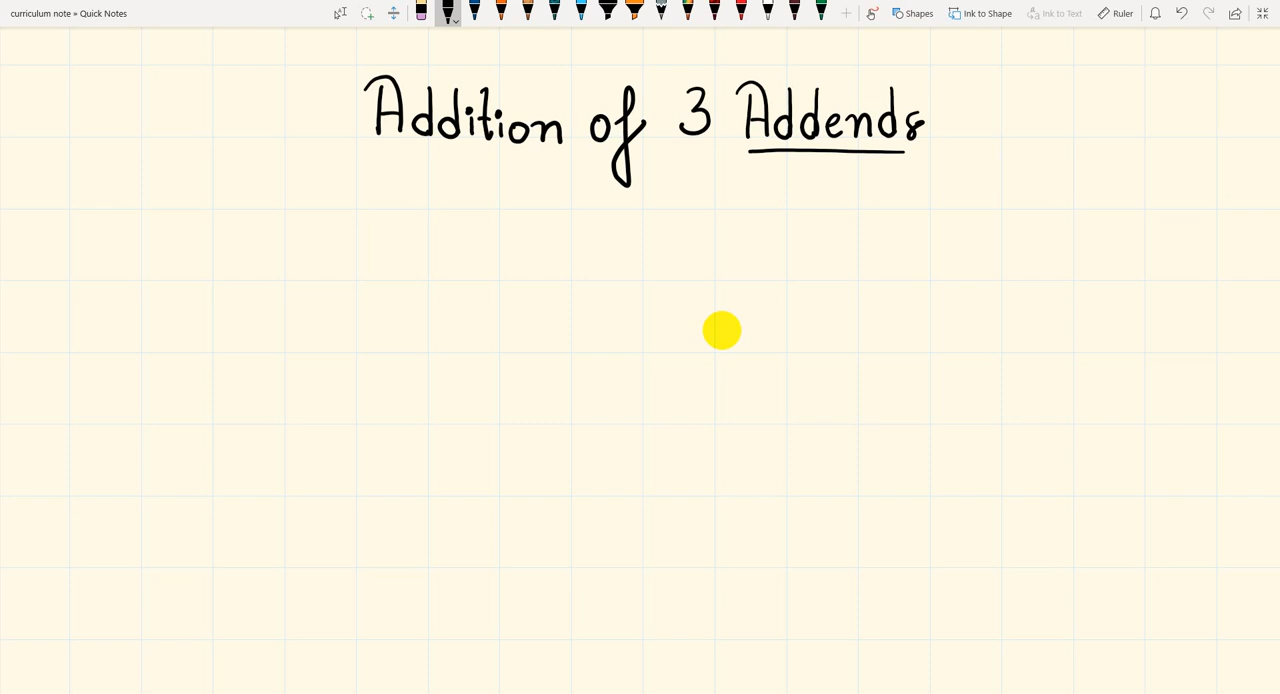 curriculum note » Quick Notes
Shapes
Ink to Shape
Ink to Text
Ruler
Addition of 3 Addends